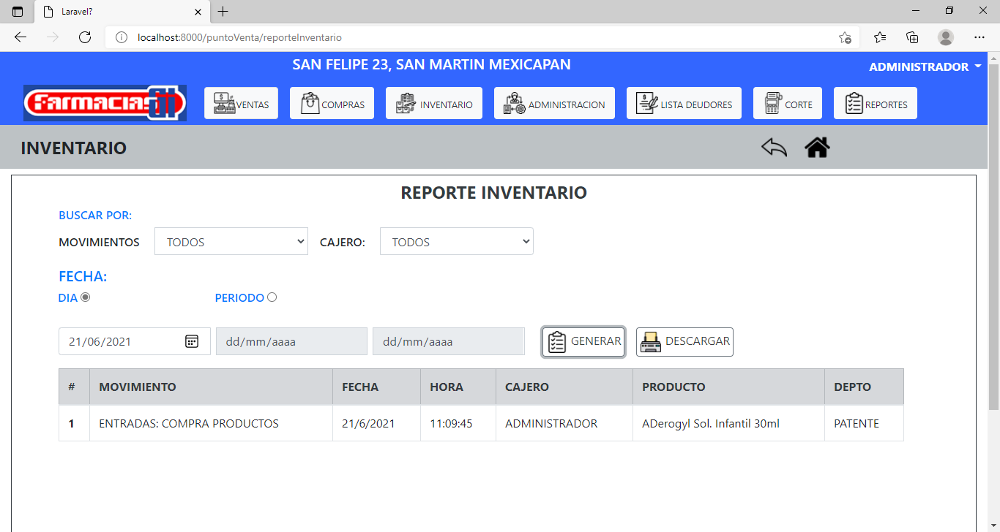 Laravel?
localhost:8000/puntoVenta/reporteInventario
SAN FELIPE 23, SAN MARTIN MEXICAPAN
ADMINISTRADOR
Farmacias
VENTAS
COMPRAS
INVENTARIO
ADMINISTRACION
LISTA DEUDORES
CORTE
REPORTES
INVENTARIO
REPORTE INVENTARIO
BUSCAR POR:
MOVIMIENTOS TODOS CAJERO: TODOS
FECHA:
DIA PERIODO
21/06/2021 dd/mm/aaaa dd/mm/aaaa GENERAR DESCARGAR
# MOVIMIENTO FECHA HORA CAJERO PRODUCTO DEPTO
1 ENTRADAS: COMPRA PRODUCTOS 21/6/2021 11:09:45 ADMINISTRADOR ADerogyl Sol. Infantil 30ml PATENTE